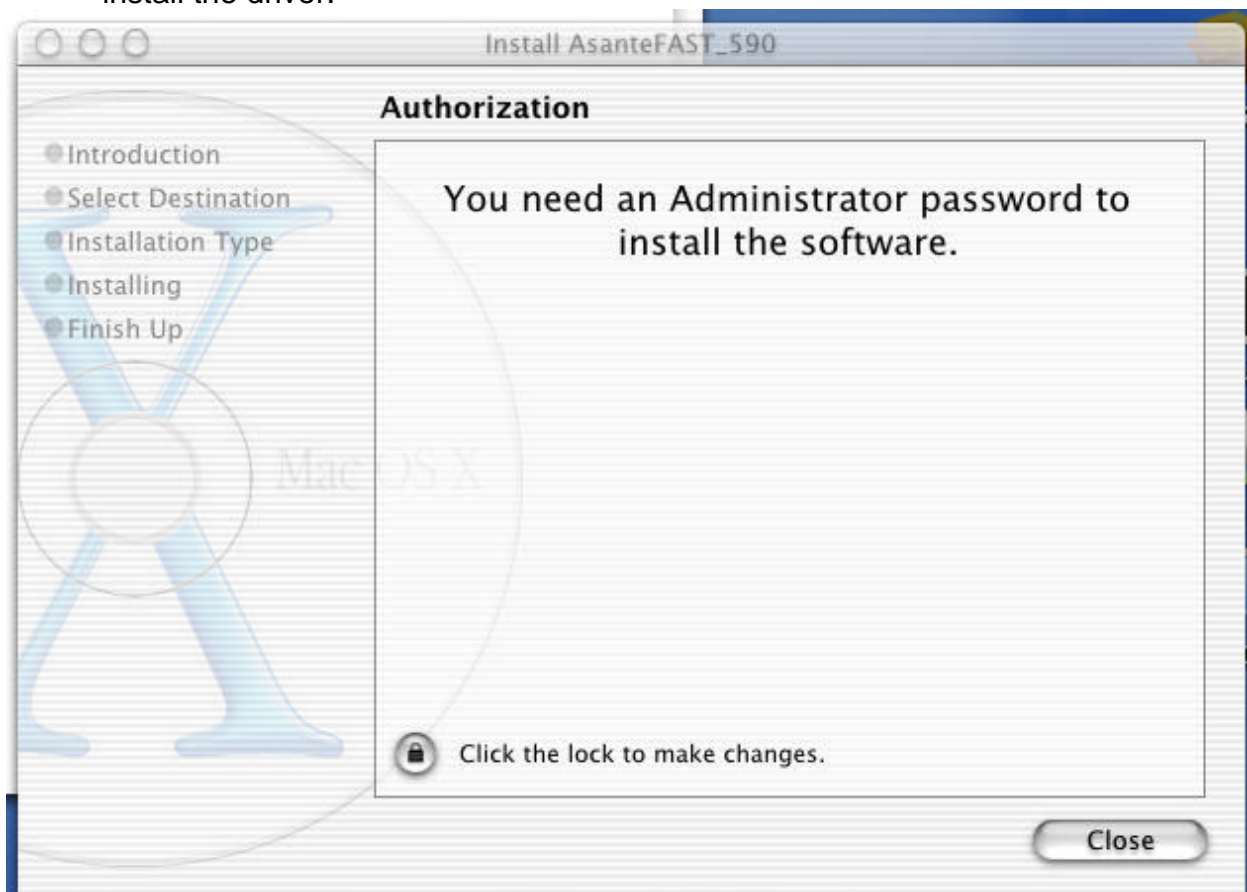 install the driver.
Install AsanteFAST_590
Authorization
Introduction
Select Destination
Installation Type
Installing
Finish Up
You need an Administrator password to
install the software.
Mac OS X
Click the lock to make changes.
Close